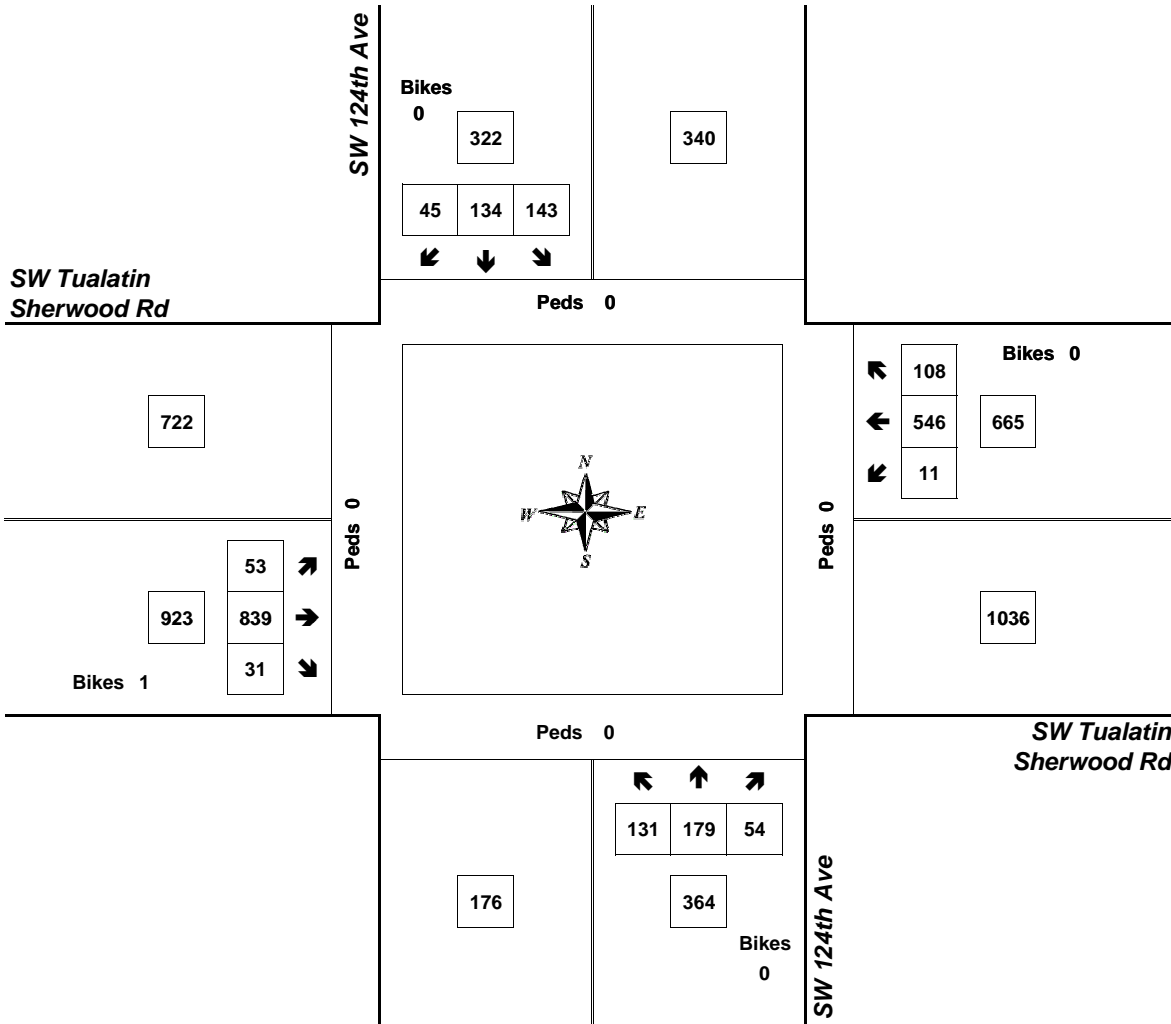 SW 124th Ave
Bikes
0
322
340
45 134 143
SW Tualatin
Sherwood Rd
Peds 0
Bikes 0
108
722
546 665
11
N
W E
S
Peds 0
Peds 0
53
923 839
1036
31
Bikes 1
Peds 0
SW Tualatin
Sherwood Rd
131 179 54
176
364
SW 124th Ave
Bikes
0